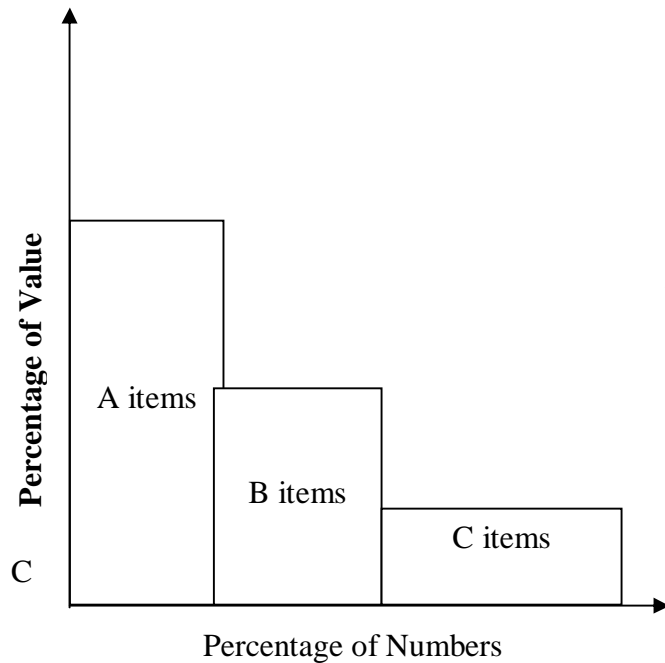 Percentage of Value
A items
B items
C items
C
Percentage of Numbers